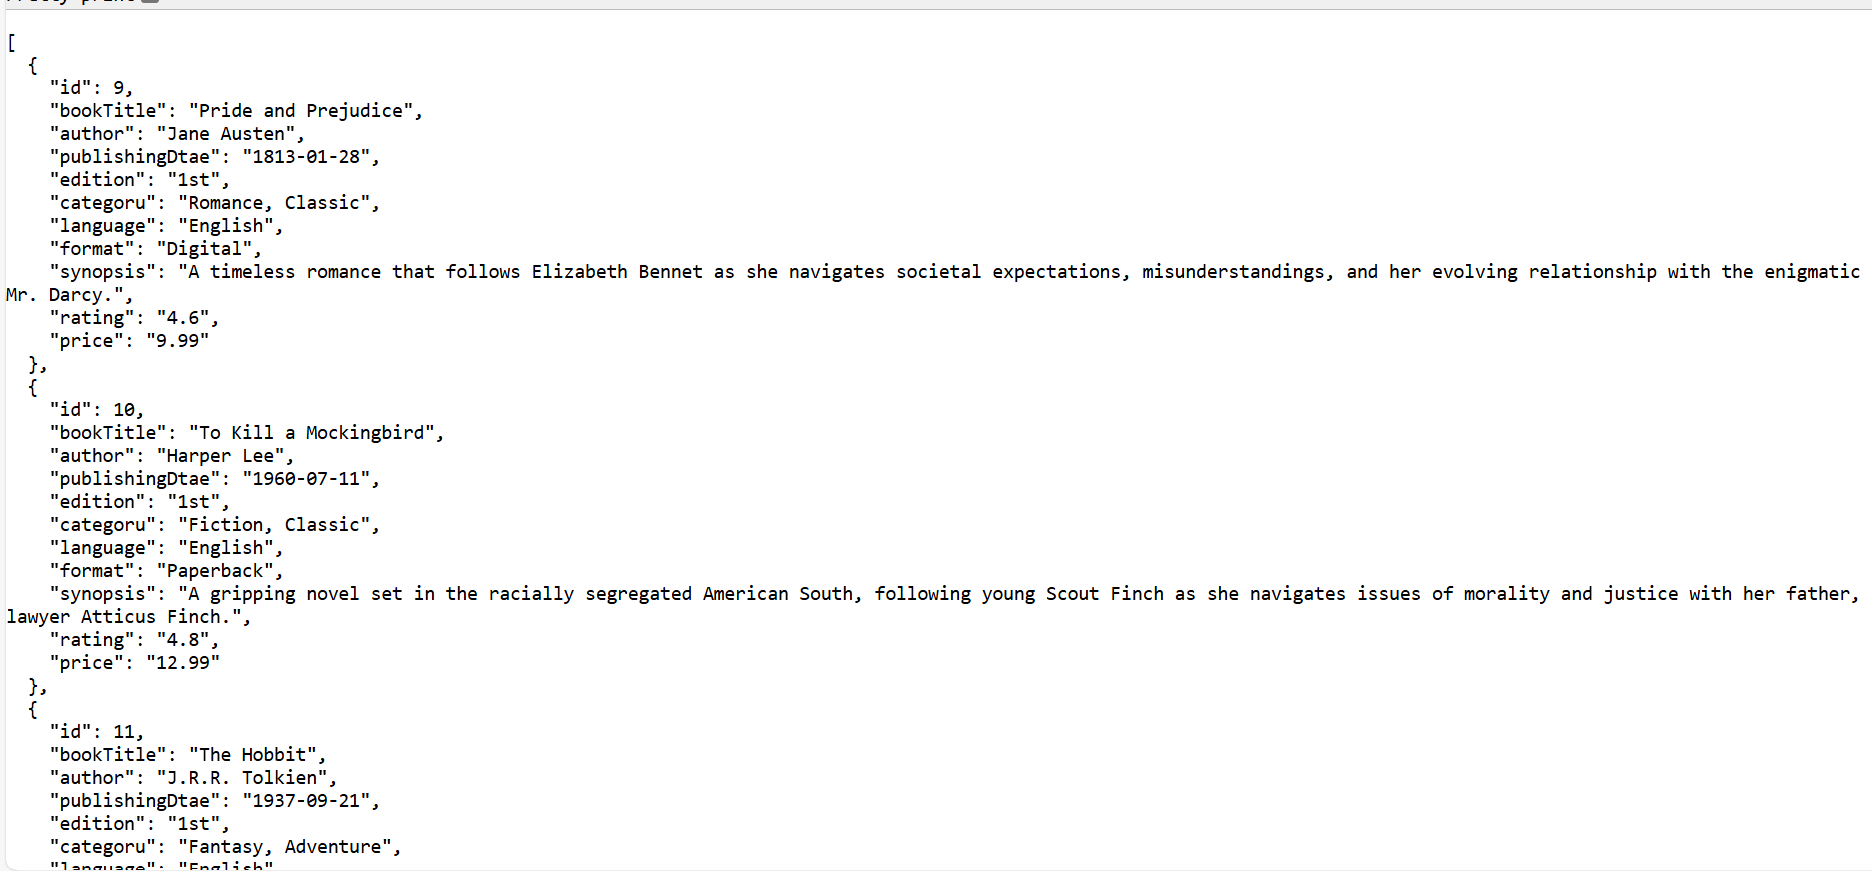 [
  {
    "id": 9,
    "bookTitle": "Pride and Prejudice",
    "author": "Jane Austen",
    "publishingDtae": "1813-01-28",
    "edition": "1st",
    "categoru": "Romance, Classic",
    "language": "English",
    "format": "Digital",
    "synopsis": "A timeless romance that follows Elizabeth Bennet as she navigates societal expectations, misunderstandings, and her evolving relationship with the enigmatic
Mr. Darcy.",
    "rating": "4.6",
    "price": "9.99"
  },
  {
    "id": 10,
    "bookTitle": "To Kill a Mockingbird",
    "author": "Harper Lee",
    "publishingDtae": "1960-07-11",
    "edition": "1st",
    "categoru": "Fiction, Classic",
    "language": "English",
    "format": "Paperback",
    "synopsis": "A gripping novel set in the racially segregated American South, following young Scout Finch as she navigates issues of morality and justice with her father,
lawyer Atticus Finch.",
    "rating": "4.8",
    "price": "12.99"
  },
  {
    "id": 11,
    "bookTitle": "The Hobbit",
    "author": "J.R.R. Tolkien",
    "publishingDtae": "1937-09-21",
    "edition": "1st",
    "categoru": "Fantasy, Adventure",
    "language": "English"